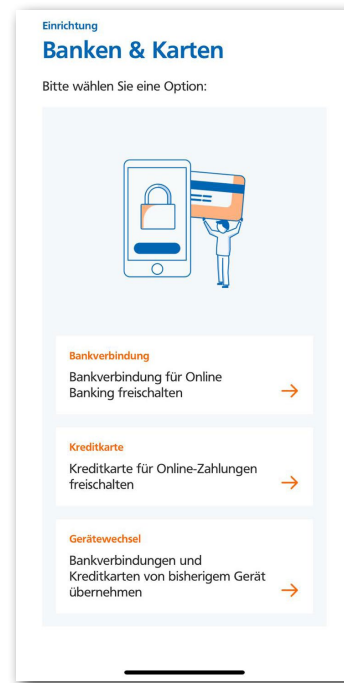 Einrichtung
Banken & Karten
Bitte wählen Sie eine Option:
Bankverbindung
Bankverbindung für Online
Banking freischalten
Kreditkarte
Kreditkarte für Online-Zahlungen
freischalten
Gerätewechsel
Bankverbindungen und
Kreditkarten von bisherigem Gerät
übernehmen